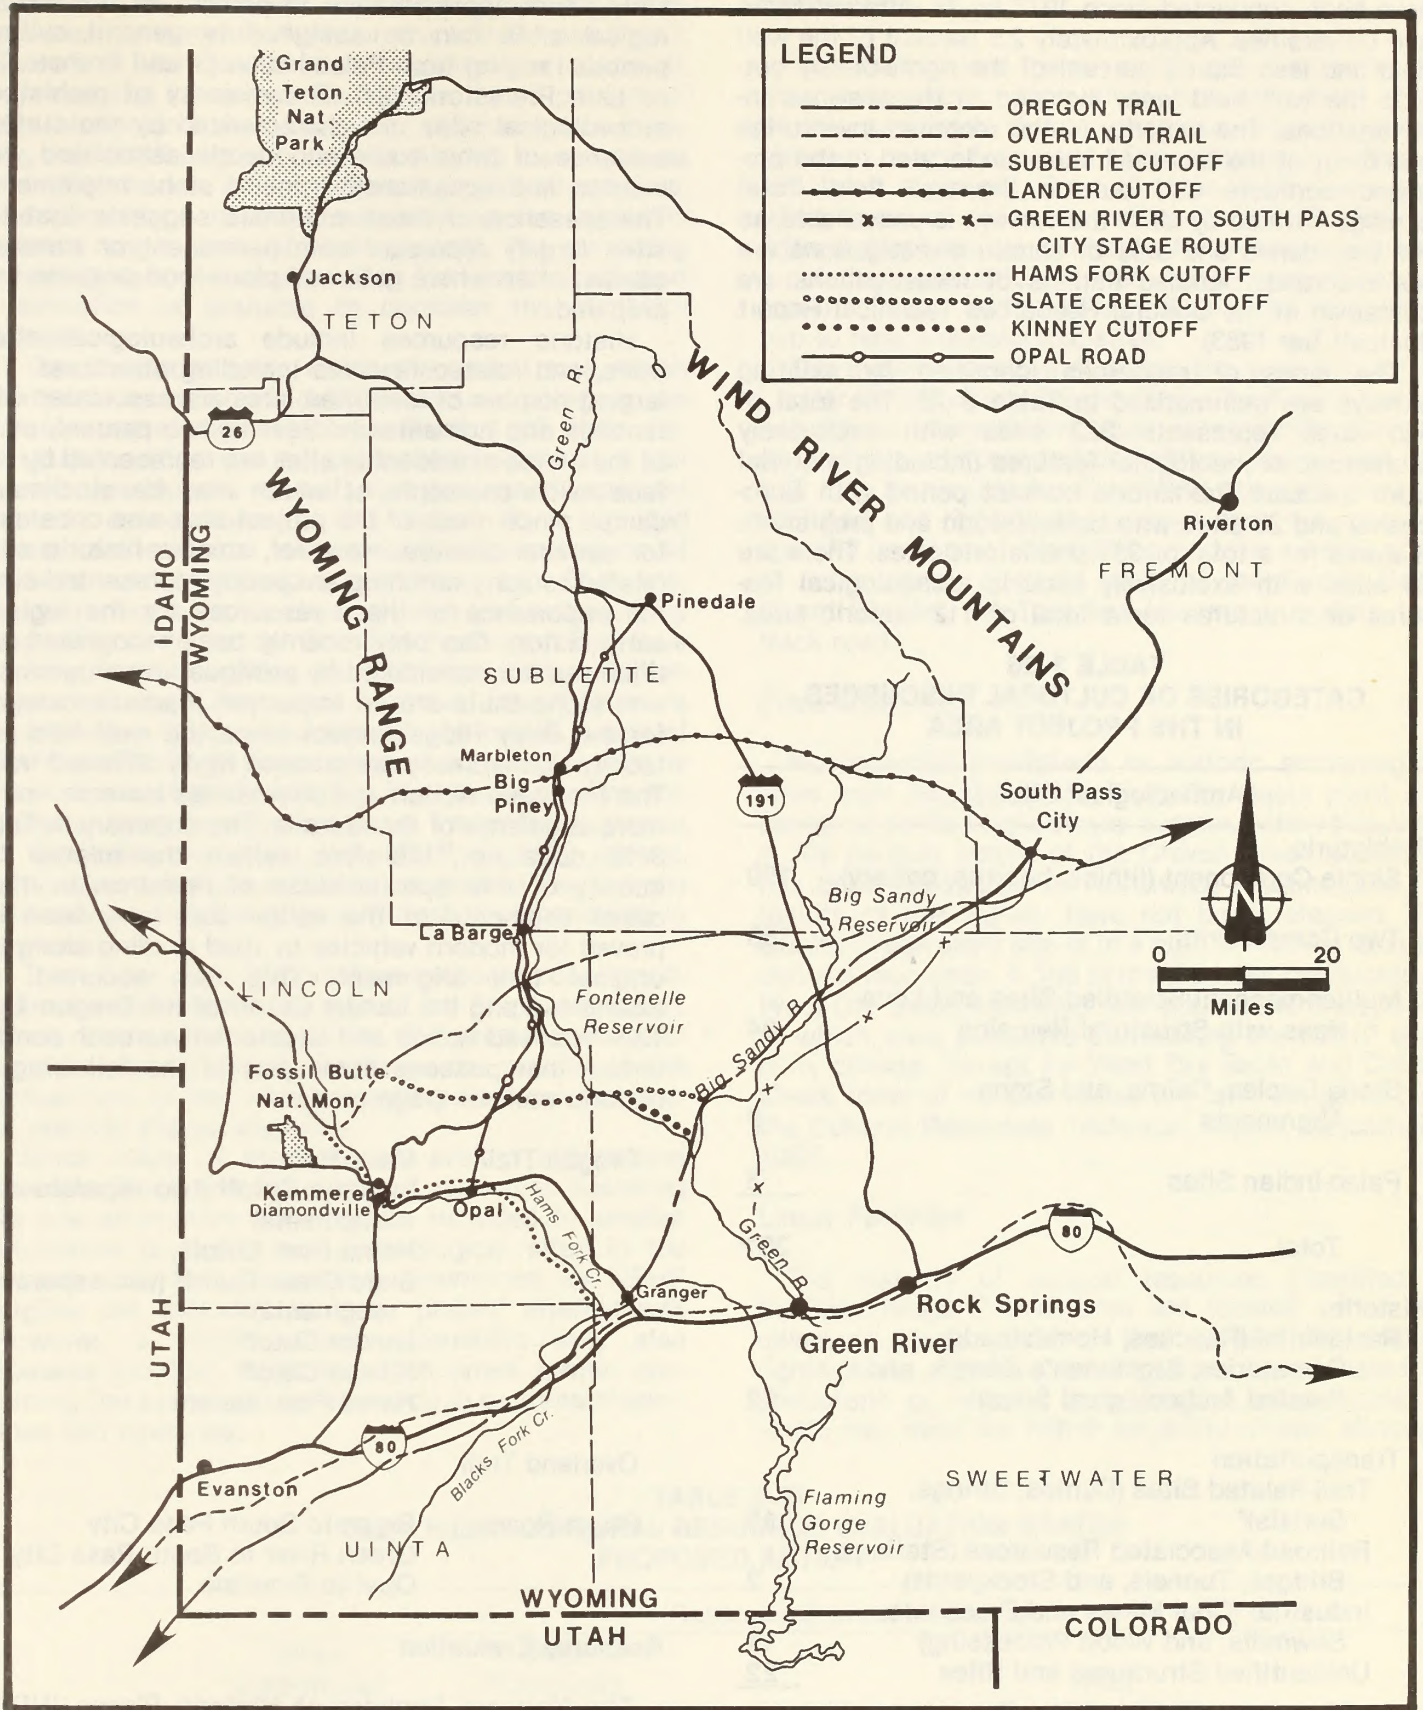 LEGEND
OREGON TRAIL
OVERLAND TRAIL
SUBLETTE CUTOFF
LANDER CUTOFF
GREEN RIVER TO SOUTH PASS
CITY STAGE ROUTE
HAMS FORK CUTOFF
SLATE CREEK CUTOFF
KINNEY CUTOFF
OPAL ROAD
Grand
Teton
Nat.
Park
Jackson
TETON
26
IDAHO
WYOMING
WYOMING RANGE
Green R.
WIND RIVER MOUNTAINS
Riverton
FREMONT
Pinedale
SUBLETTE
Marbleton
Big
Piney
191
South Pass
City
N
0 20
Miles
Big Sandy
Reservoir
La Barge
LINCOLN
Fontenelle
Reservoir
Big Sandy R.
Fossil Butte
Nat. Mon.
Kemmerer
Diamondville
Opal
Hams Fork Cr.
Green R.
80
Granger
Rock Springs
Green River
UTAH
80
Evanston
Blacks Fork Cr.
UINTA
SWEETWATER
Flaming
Gorge
Reservoir
WYOMING
UTAH
COLORADO